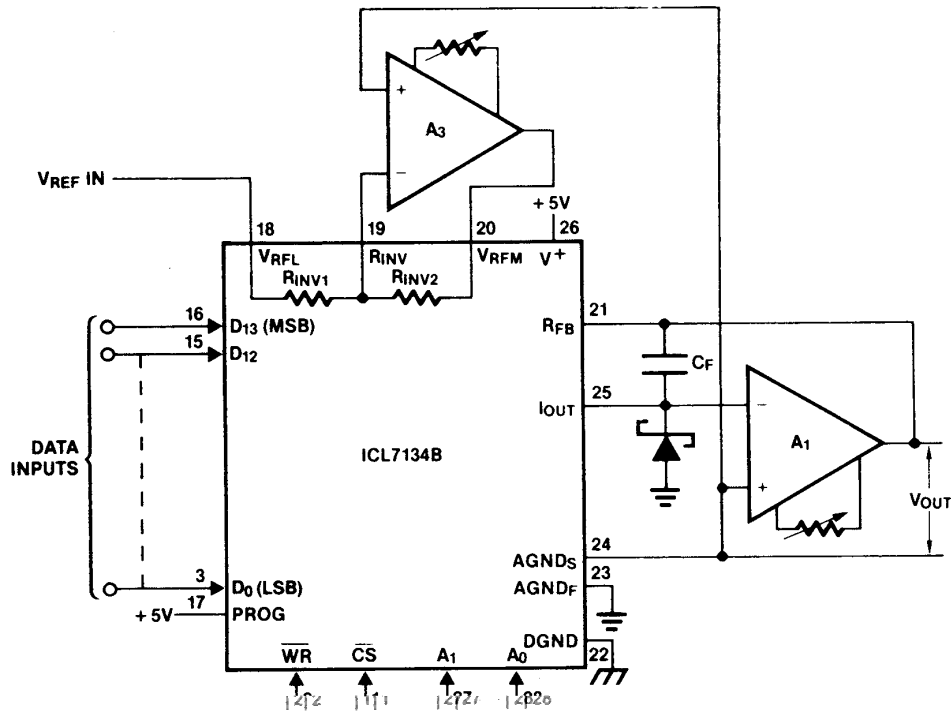 A3
+
−
VREF IN
+5V
18 19 20 26
VRFL RINV VRFM V+
RINV1 RINV2
16 D13 (MSB)
15 D12
21
RFB
CF
25
IOUT
−
A1
+
DATA
INPUTS
ICL7134B
VOUT
24
AGNDS
23
AGNDF
3 D0 (LSB)
17
+5V PROG
DGND
22
WR CS A1 A0